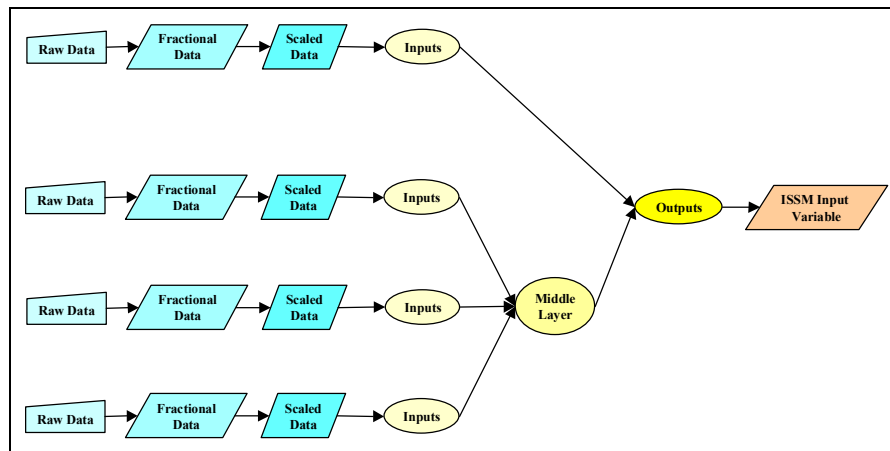 Raw Data
Fractional
Data
Scaled
Data
Inputs
Raw Data
Fractional
Data
Scaled
Data
Inputs
Outputs
ISSM Input
Variable
Raw Data
Fractional
Data
Scaled
Data
Inputs
Middle
Layer
Raw Data
Fractional
Data
Scaled
Data
Inputs